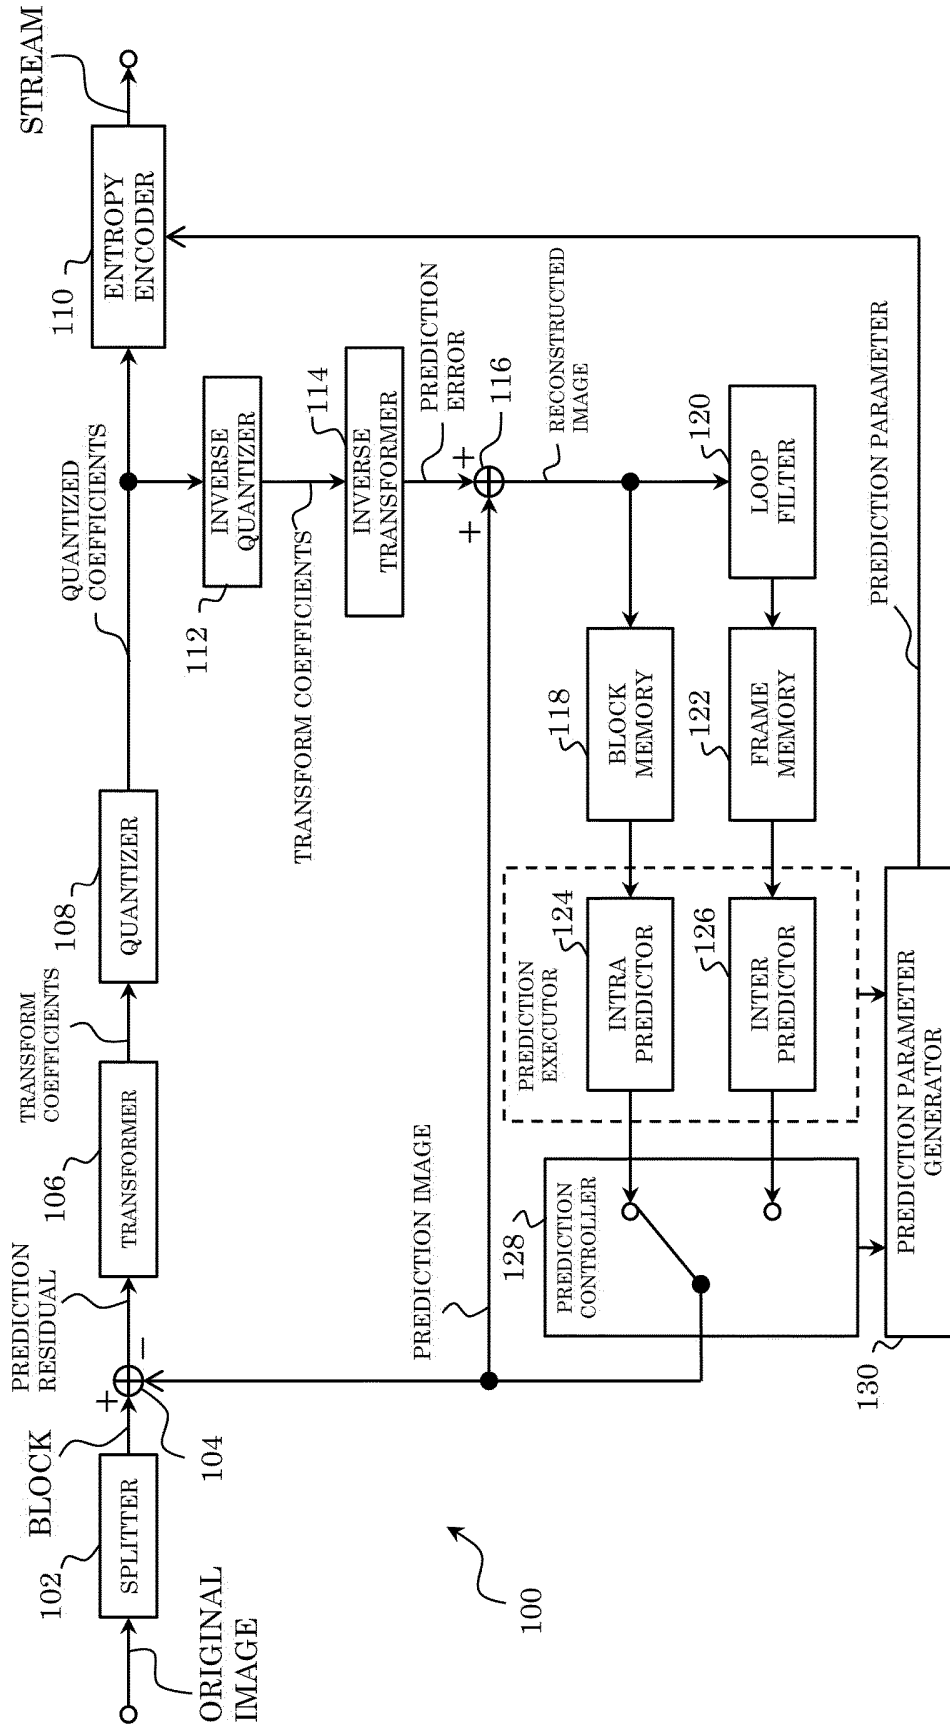 ORIGINAL
IMAGE
102
SPLITTER
BLOCK
+
−
104
PREDICTION
RESIDUAL
106
TRANSFORMER
TRANSFORM
COEFFICIENTS
108
QUANTIZER
QUANTIZED
COEFFICIENTS
110
ENTROPY
ENCODER
STREAM
112
INVERSE
QUANTIZER
TRANSFORM COEFFICIENTS
114
INVERSE
TRANSFORMER
PREDICTION
ERROR
+
+
116
RECONSTRUCTED
IMAGE
PREDICTION IMAGE
100
118
BLOCK
MEMORY
120
LOOP
FILTER
122
FRAME
MEMORY
PREDICTION
EXECUTOR
124
INTRA
PREDICTOR
126
INTER
PREDICTOR
128
PREDICTION
CONTROLLER
130
PREDICTION PARAMETER
GENERATOR
PREDICTION PARAMETER